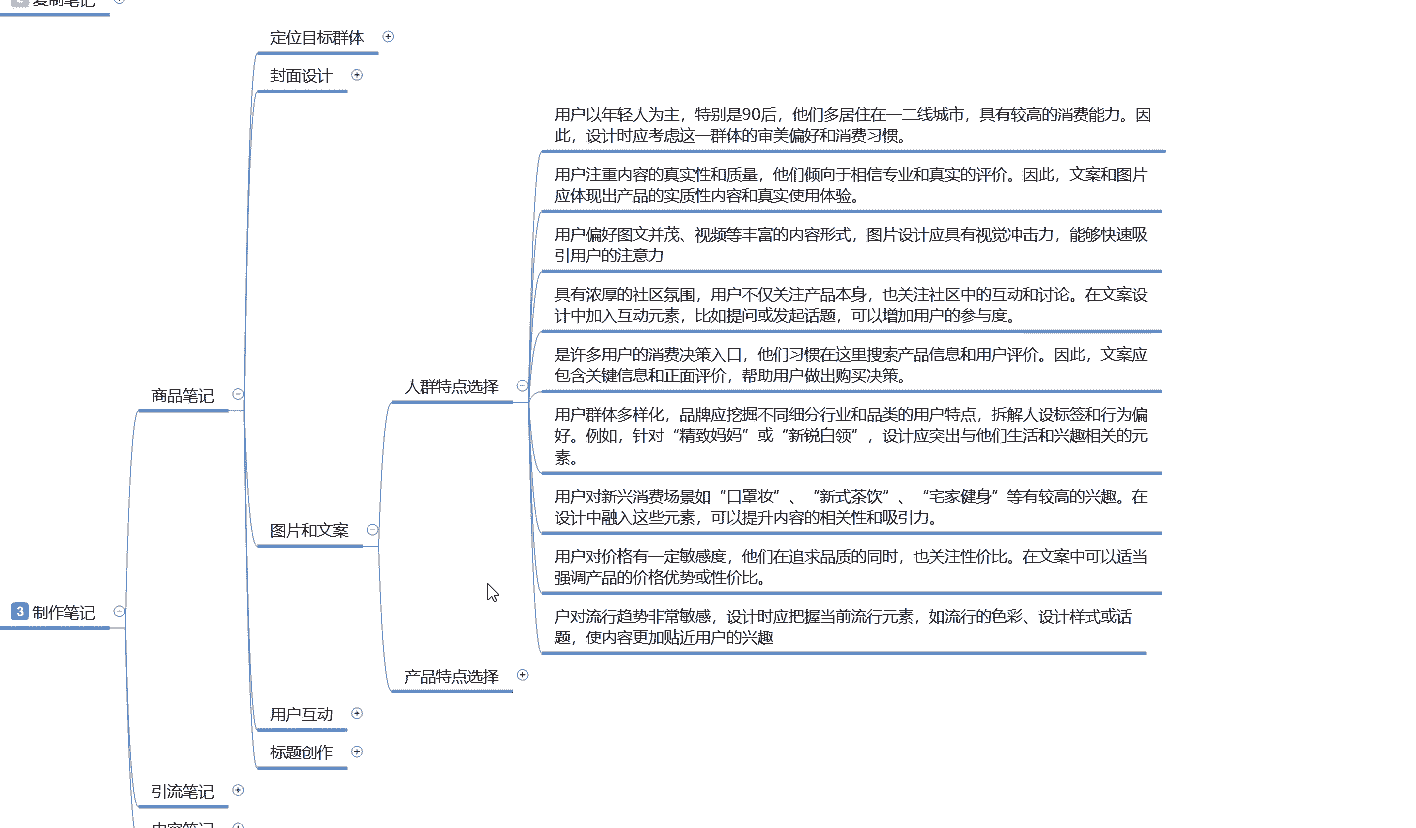 复制笔记
定位目标群体
封面设计
用户以年轻人为主，特别是90后，他们多居住在一二线城市，具有较高的消费能力。因
此，设计时应考虑这一群体的审美偏好和消费习惯。
用户注重内容的真实性和质量，他们倾向于相信专业和真实的评价。因此，文案和图片
应体现出产品的实质性内容和真实使用体验。
用户偏好图文并茂、视频等丰富的内容形式，图片设计应具有视觉冲击力，能够快速吸
引用户的注意力
具有浓厚的社区氛围，用户不仅关注产品本身，也关注社区中的互动和讨论。在文案设
计中加入互动元素，比如提问或发起话题，可以增加用户的参与度。
是许多用户的消费决策入口，他们习惯在这里搜索产品信息和用户评价。因此，文案应
包含关键信息和正面评价，帮助用户做出购买决策。
商品笔记
人群特点选择
用户群体多样化，品牌应挖掘不同细分行业和品类的用户特点，拆解人设标签和行为偏
好。例如，针对“精致妈妈”或“新锐白领”，设计应突出与他们生活和兴趣相关的元
素。
用户对新兴消费场景如“口罩妆”、“新式茶饮”、“宅家健身”等有较高的兴趣。在
设计中融入这些元素，可以提升内容的相关性和吸引力。
图片和文案
用户对价格有一定敏感度，他们在追求品质的同时，也关注性价比。在文案中可以适当
强调产品的价格优势或性价比。
3 制作笔记
户对流行趋势非常敏感，设计时应把握当前流行元素，如流行的色彩、设计样式或话
题，使内容更加贴近用户的兴趣
产品特点选择
用户互动
标题创作
引流笔记
内容笔记